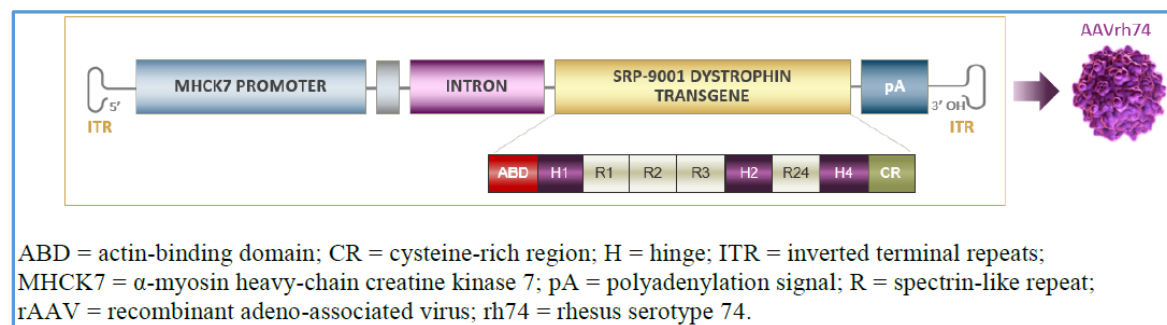 AAVrh74
MHCK7 PROMOTER
INTRON
SRP-9001 DYSTROPHIN
TRANSGENE
pA
5′
3′ OH
ITR
ITR
ABD H1 R1 R2 R3 H2 R24 H4 CR
ABD = actin-binding domain; CR = cysteine-rich region; H = hinge; ITR = inverted terminal repeats;
MHCK7 = α-myosin heavy-chain creatine kinase 7; pA = polyadenylation signal; R = spectrin-like repeat;
rAAV = recombinant adeno-associated virus; rh74 = rhesus serotype 74.